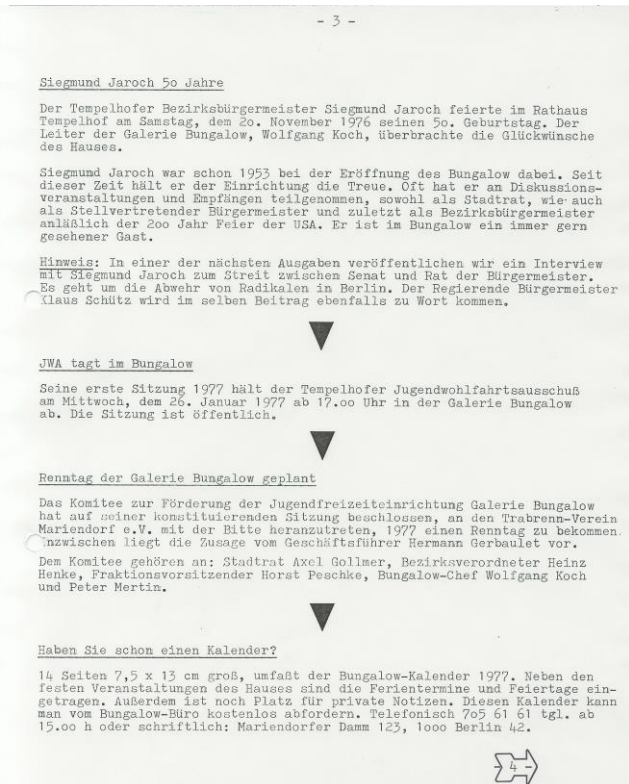 - 3 -
Siegmund Jaroch 5o Jahre
Der Tempelhofer Bezirksbürgermeister Siegmund Jaroch feierte im Rathaus
Tempelhof am Samstag, dem 2o. November 1976 seinen 5o. Geburtstag. Der
Leiter der Galerie Bungalow, Wolfgang Koch, überbrachte die Glückwünsche
des Hauses.
Siegmund Jaroch war schon 1953 bei der Eröffnung des Bungalow dabei. Seit
dieser Zeit hält er der Einrichtung die Treue. Oft hat er an Diskussions-
veranstaltungen und Empfängen teilgenommen, sowohl als Stadtrat, wie auch
als Stellvertretender Bürgermeister und zuletzt als Bezirksbürgermeister
anläßlich der 2oo Jahr Feier der USA. Er ist im Bungalow ein immer gern
gesehener Gast.
Hinweis: In einer der nächsten Ausgaben veröffentlichen wir ein Interview
mit Siegmund Jaroch zum Streit zwischen Senat und Rat der Bürgermeister.
Es geht um die Abwehr von Radikalen in Berlin. Der Regierende Bürgermeister
Klaus Schütz wird im selben Beitrag ebenfalls zu Wort kommen.
JWA tagt im Bungalow
Seine erste Sitzung 1977 hält der Tempelhofer Jugendwohlfahrtsausschuß
am Mittwoch, dem 26. Januar 1977 ab 17.oo Uhr in der Galerie Bungalow
ab. Die Sitzung ist öffentlich.
Renntag der Galerie Bungalow geplant
Das Komitee zur Förderung der Jugendfreizeiteinrichtung Galerie Bungalow
hat auf seiner konstituierenden Sitzung beschlossen, an den Trabrenn-Verein
Mariendorf e.V. mit der Bitte heranzutreten, 1977 einen Renntag zu bekommen.
Inzwischen liegt die Zusage vom Geschäftsführer Hermann Gerbaulet vor.
Dem Komitee gehören an: Stadtrat Axel Gollmer, Bezirksverordneter Heinz
Henke, Fraktionsvorsitzender Horst Peschke, Bungalow-Chef Wolfgang Koch
und Peter Mertin.
Haben Sie schon einen Kalender?
14 Seiten 7,5 x 13 cm groß, umfaßt der Bungalow-Kalender 1977. Neben den
festen Veranstaltungen des Hauses sind die Ferientermine und Feiertage ein-
getragen. Außerdem ist noch Platz für private Notizen. Diesen Kalender kann
man vom Bungalow-Büro kostenlos abfordern. Telefonisch 7o5 61 61 tgl. ab
15.oo h oder schriftlich: Mariendorfer Damm 123, 1ooo Berlin 42.
- 4 -